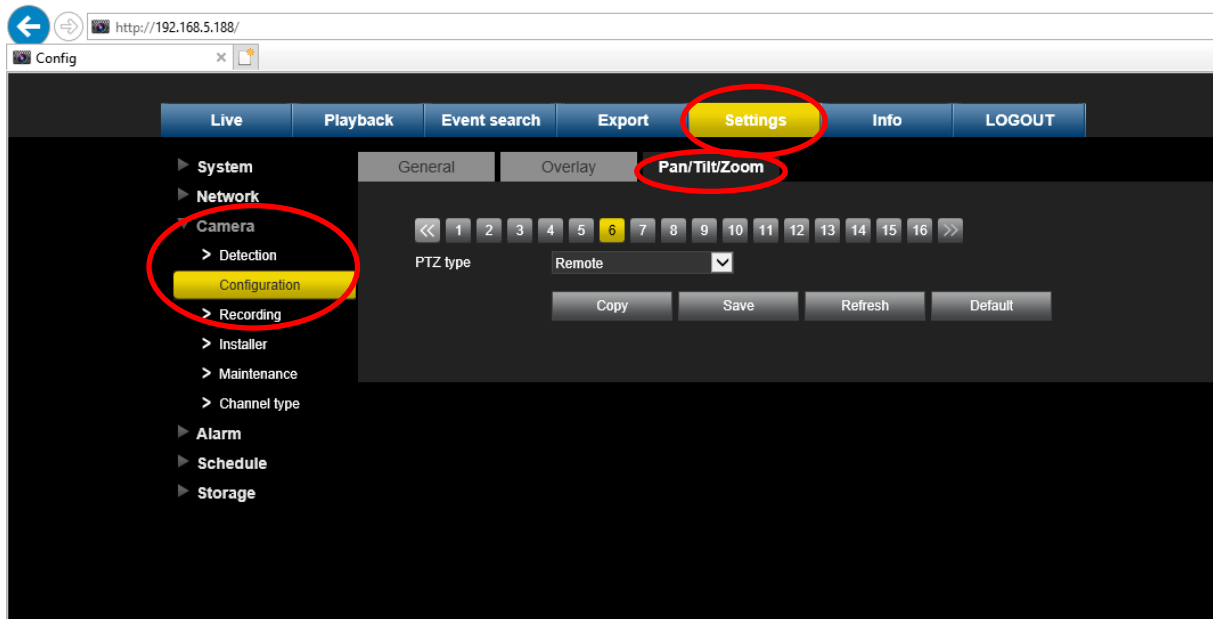 http://192.168.5.188/
Config
Live Playback Event search Export Settings Info LOGOUT
System
General Overlay Pan/Tilt/Zoom
Network
Camera
1 2 3 4 5 6 7 8 9 10 11 12 13 14 15 16
> Detection
PTZ type Remote
Configuration
Copy Save Refresh Default
> Recording
> Installer
> Maintenance
> Channel type
Alarm
Schedule
Storage